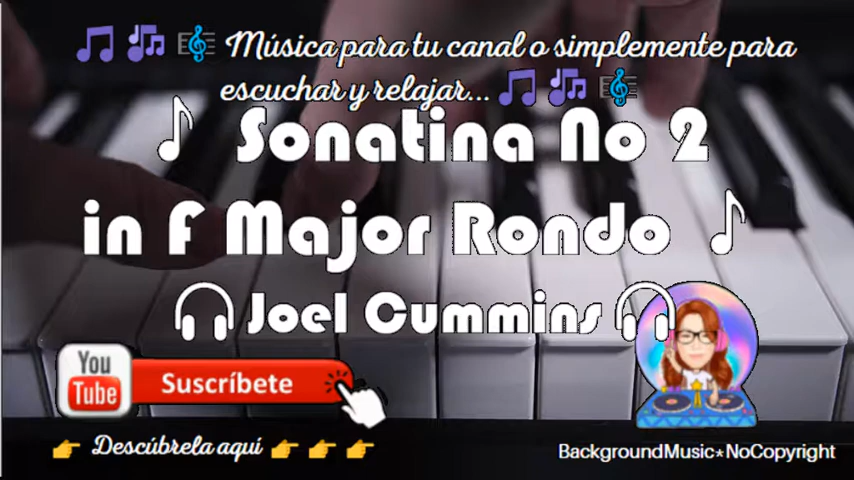 Música para tu canal o simplemente para
escuchar y relajar...
Sonatina No 2
in F Major Rondo
Joel Cummins
You
Tube
Suscríbete
Descúbrela aquí
BackgroundMusic*NoCopyright